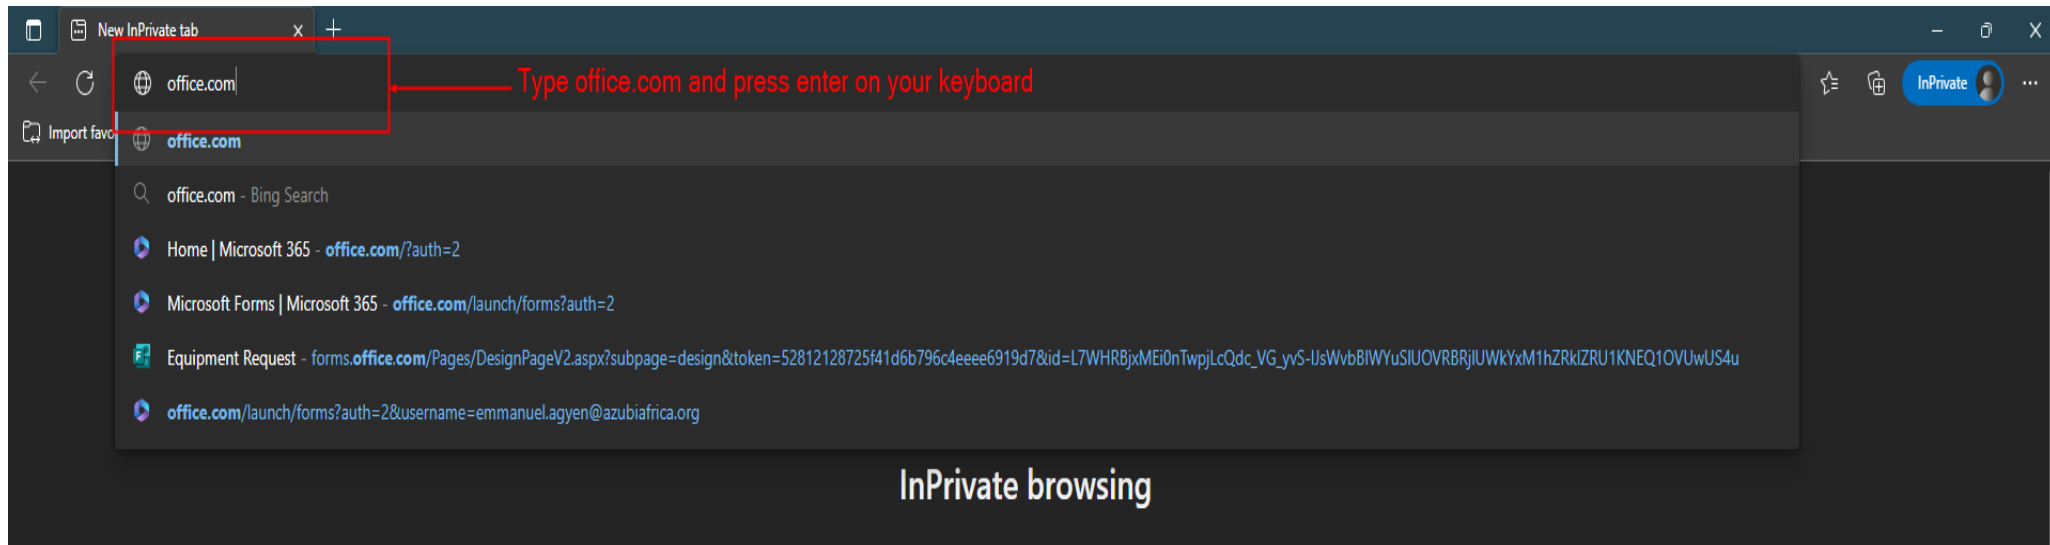 New InPrivate tab
office.com
Type office.com and press enter on your keyboard
InPrivate
Import favo
office.com
office.com - Bing Search
Home | Microsoft 365 - office.com/?auth=2
Microsoft Forms | Microsoft 365 - office.com/launch/forms?auth=2
Equipment Request - forms.office.com/Pages/DesignPageV2.aspx?subpage=design&token=52812128725f41d6b796c4eeee6919d7&id=L7WHRBjxMEi0nTwpjLcQdc_VG_yvS-IJsWvbBIWYuSlUOVRBRjlUWkYxM1hZRklZRU1KNEQ1OVUwUS4u
office.com/launch/forms?auth=2&username=emmanuel.agyen@azubiafrica.org
InPrivate browsing